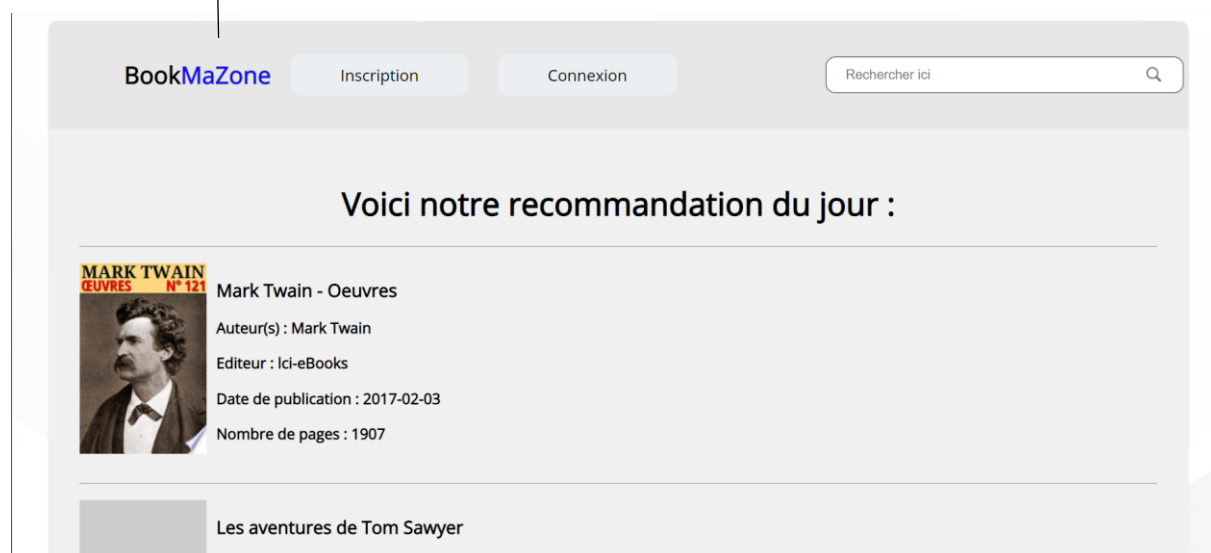 BookMaZone
Inscription
Connexion
Rechercher ici
Voici notre recommandation du jour :
MARK TWAIN
ŒUVRES N° 121
Mark Twain - Oeuvres
Auteur(s) : Mark Twain
Editeur : lci-eBooks
Date de publication : 2017-02-03
Nombre de pages : 1907
Les aventures de Tom Sawyer